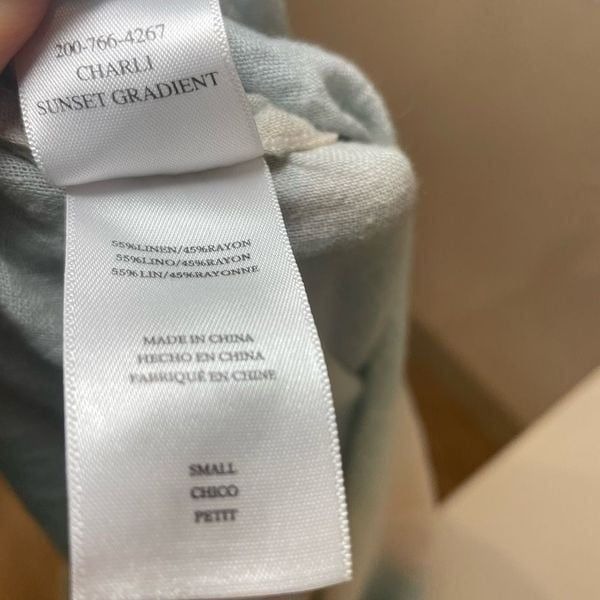 200-766-4267
CHARLI
SUNSET GRADIENT
55%LINEN/45%RAYON
55%LINO/45%RAYON
55%LIN/45%RAYONNE
MADE IN CHINA
HECHO EN CHINA
FABRIQUÉ EN CHINE
SMALL
CHICO
PETIT